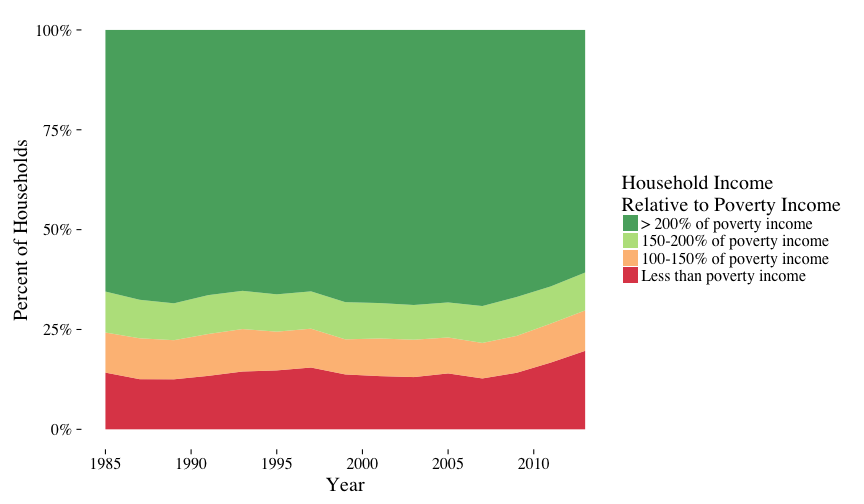 100%
75%
50%
25%
0%
Percent of Households
1985
1990
1995
2000
2005
2010
Year
Household Income
Relative to Poverty Income
> 200% of poverty income
150-200% of poverty income
100-150% of poverty income
Less than poverty income